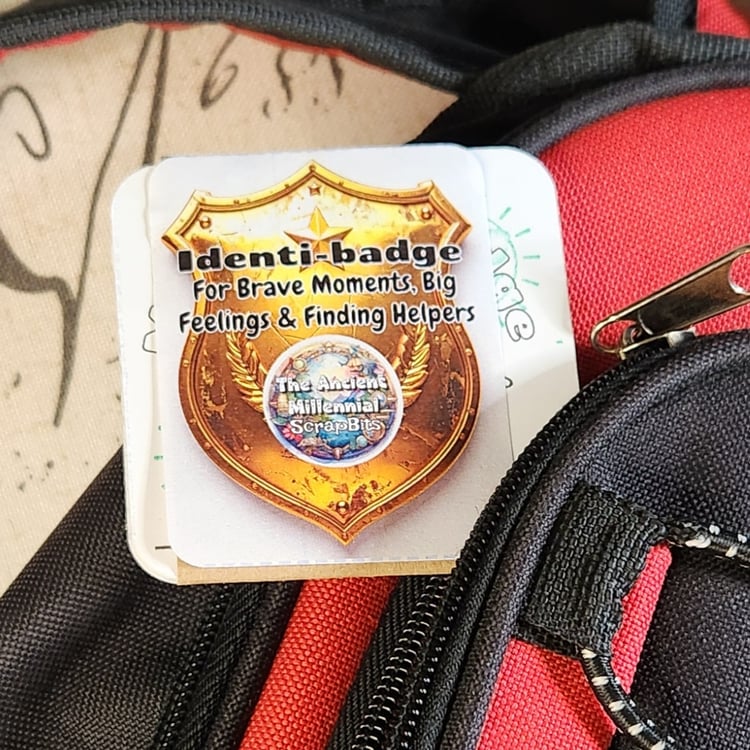 Identi-badge
For Brave Moments, Big
Feelings & Finding Helpers
The Ancient
Millennial
ScrapBits